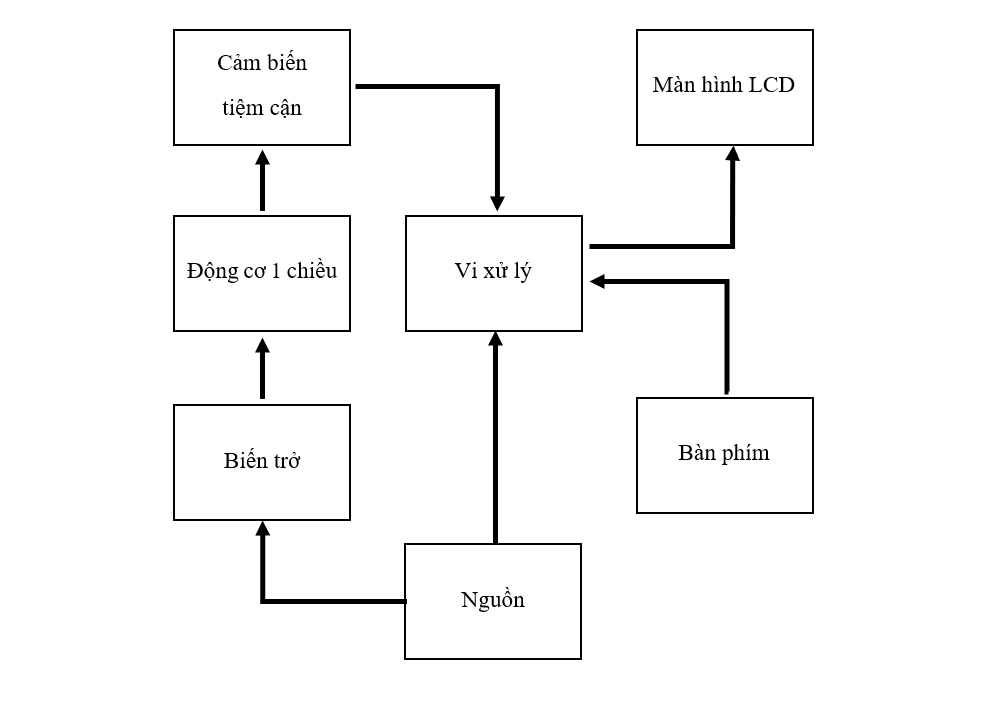 Cảm biến
tiệm cận
Màn hình LCD
Động cơ 1 chiều
Vi xử lý
Biến trở
Bàn phím
Nguồn